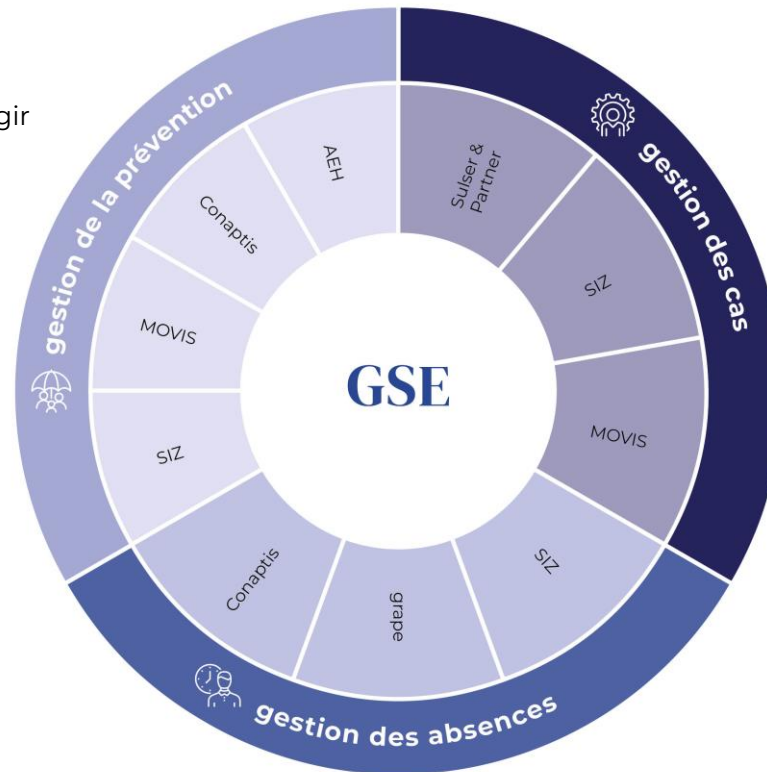 gir
gestion de la prévention
AEH
Conaptis
MOVIS
SIZ
gestion des cas
Sulser &
Partner
SIZ
MOVIS
GSE
gestion des absences
SIZ
grape
Conaptis